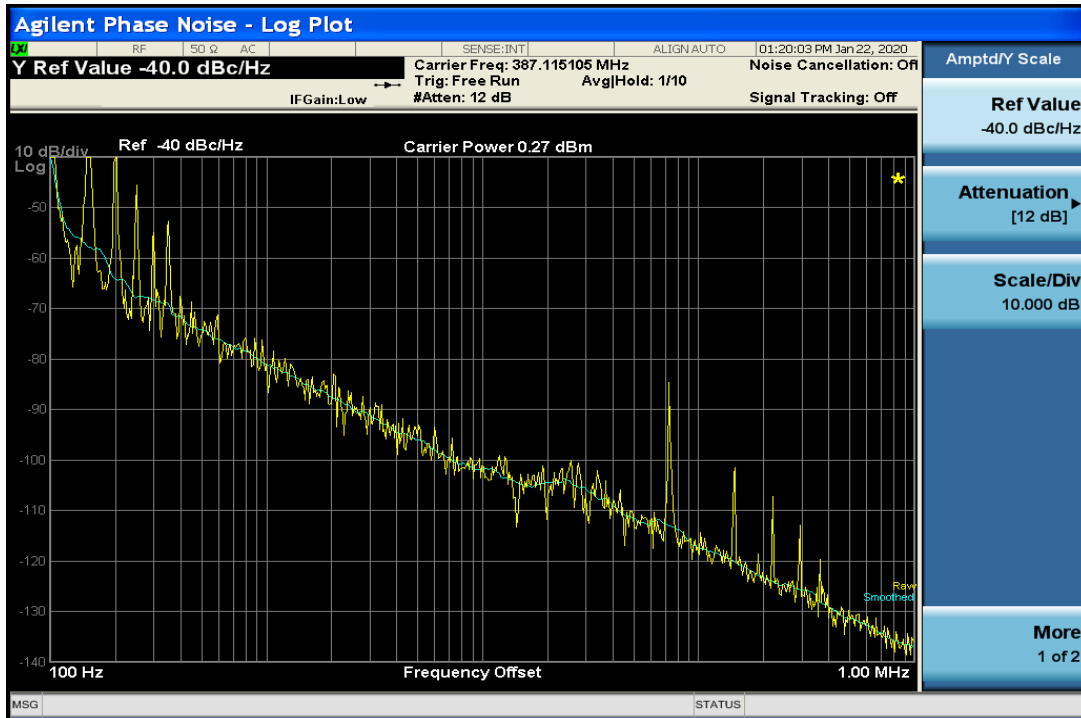 Agilent Phase Noise - Log Plot
LXI RF 50 Ω AC SENSE:INT ALIGN AUTO 01:20:03 PM Jan 22, 2020
Y Ref Value -40.0 dBc/Hz
Carrier Freq: 387.115105 MHz Noise Cancellation: Off
Trig: Free Run Avg|Hold: 1/10
IFGain:Low #Atten: 12 dB Signal Tracking: Off
Amptd/Y Scale
Ref Value
-40.0 dBc/Hz
Attenuation
[12 dB]
Scale/Div
10.000 dB
More
1 of 2
10 dB/div Ref -40 dBc/Hz Carrier Power 0.27 dBm
Log
*
-50
-60
-70
-80
-90
-100
-110
-120
-130
-140
Raw
Smoothed
100 Hz Frequency Offset 1.00 MHz
MSG STATUS